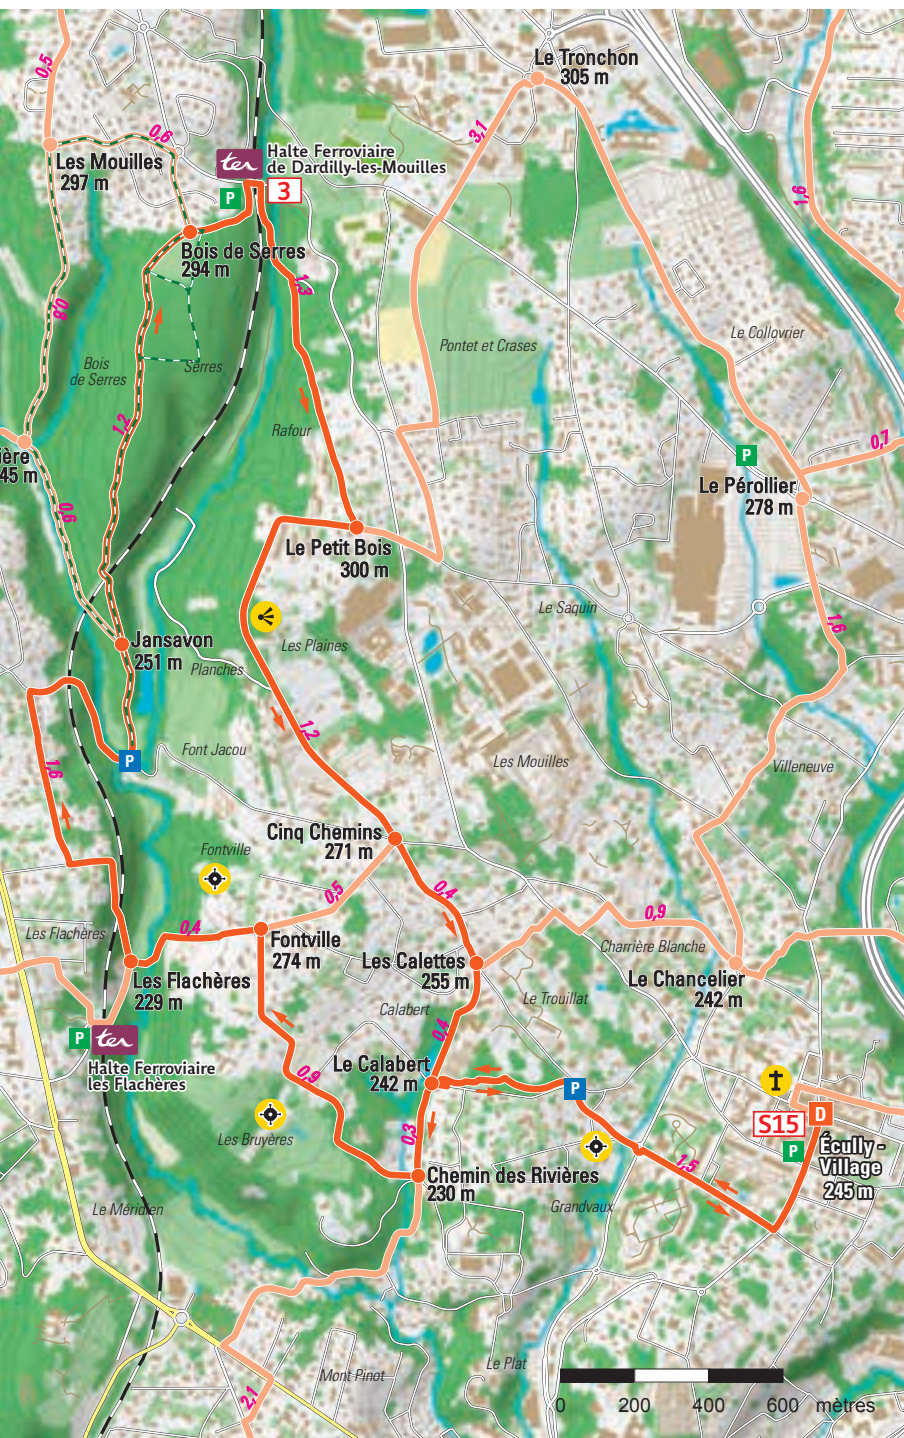 0,5
Le Tronchon
305 m
3,1
0,6
Les Mouilles
297 m
ter
Halte Ferroviaire
de Dardilly-les-Mouilles
P
3
1,6
Bois de Serres
294 m
1,3
0,8
Pontet et Crases
Le Collovrier
Bois
de Serres
Serres
1,2
Rafour
0,7
P
ière
45 m
Le Pérollier
278 m
0,6
Le Petit Bois
300 m
Le Saquin
1,6
Jansavon
251 m
Les Plaines
Planches
1,2
Font Jacou
P
Les Mouilles
Villeneuve
1,6
Cinq Chemins
271 m
Fontville
0,5
0,4
0,9
Les Flachères
0,4
Fontville
274 m
Les Calettes
255 m
Charrière Blanche
Les Flachères
229 m
Le Chancelier
242 m
Le Trouillat
Calabert
P
ter
0,4
Halte Ferroviaire
les Flachères
0,9
Le Calabert
242 m
P
S15
D
P
Les Bruyères
0,3
1,5
Écully -
Village
245 m
Chemin des Rivières
230 m
Le Méridien
Grandvaux
Mont Pinot
Le Plat
2,1
0 200 400 600 mètres